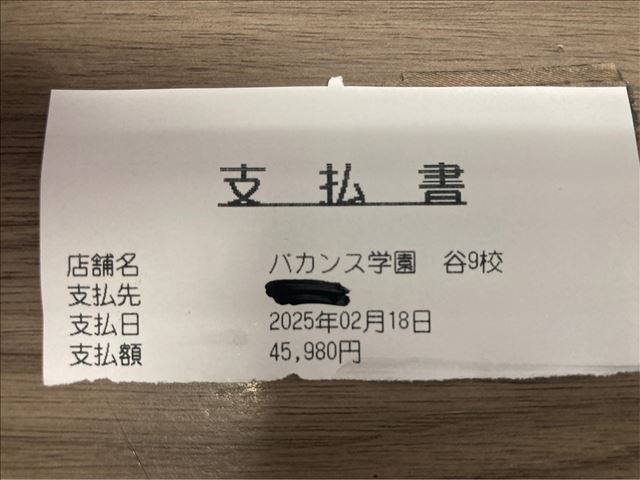 支払書
店舗名 バカンス学園 谷9校
支払先
支払日 2025年02月18日
支払額 45,980円